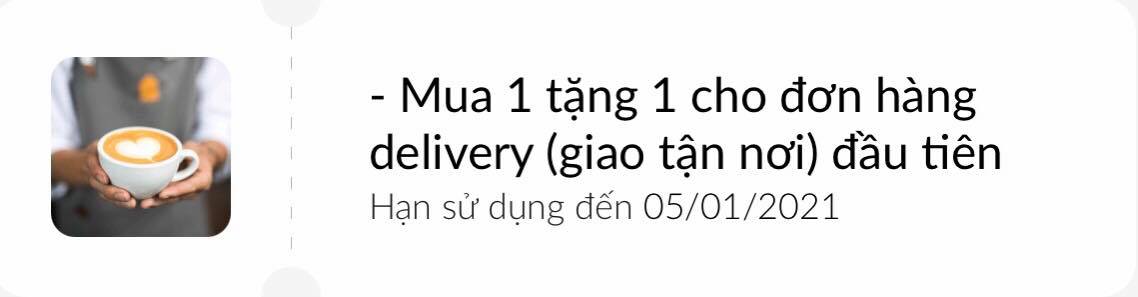 - Mua 1 tặng 1 cho đơn hàng
delivery (giao tận nơi) đầu tiên
Hạn sử dụng đến 05/01/2021